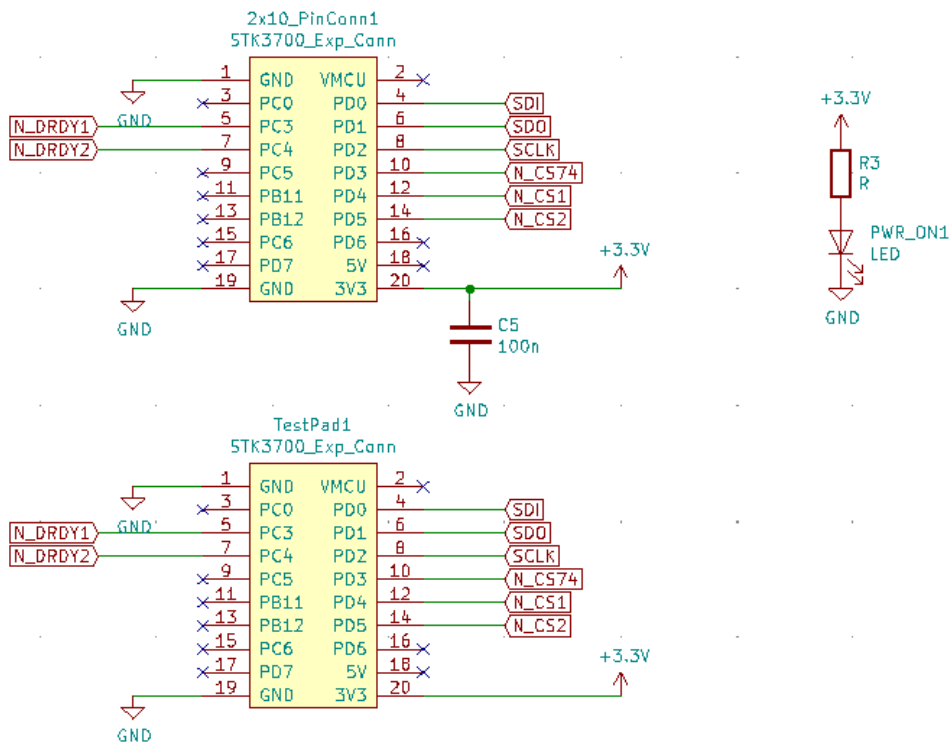 2x10_PinConn1
STK3700_Exp_Conn
1 GND VMCU 2
GND
3 PC0 PD0 4 SDI
N_DRDY1 5 PC3 PD1 6 SDO
N_DRDY2 7 PC4 PD2 8 SCLK
9 PC5 PD3 10 N_CS74
11 PB11 PD4 12 N_CS1
13 PB12 PD5 14 N_CS2
15 PC6 PD6 16
17 PD7 5V 18
19 GND 3V3 20
+3.3V
GND
C5
100n
GND
+3.3V
R3
R
PWR_ON1
LED
GND
TestPad1
STK3700_Exp_Conn
1 GND VMCU 2
GND
3 PC0 PD0 4 SDI
N_DRDY1 5 PC3 PD1 6 SDO
N_DRDY2 7 PC4 PD2 8 SCLK
9 PC5 PD3 10 N_CS74
11 PB11 PD4 12 N_CS1
13 PB12 PD5 14 N_CS2
15 PC6 PD6 16
17 PD7 5V 18
19 GND 3V3 20
+3.3V
GND